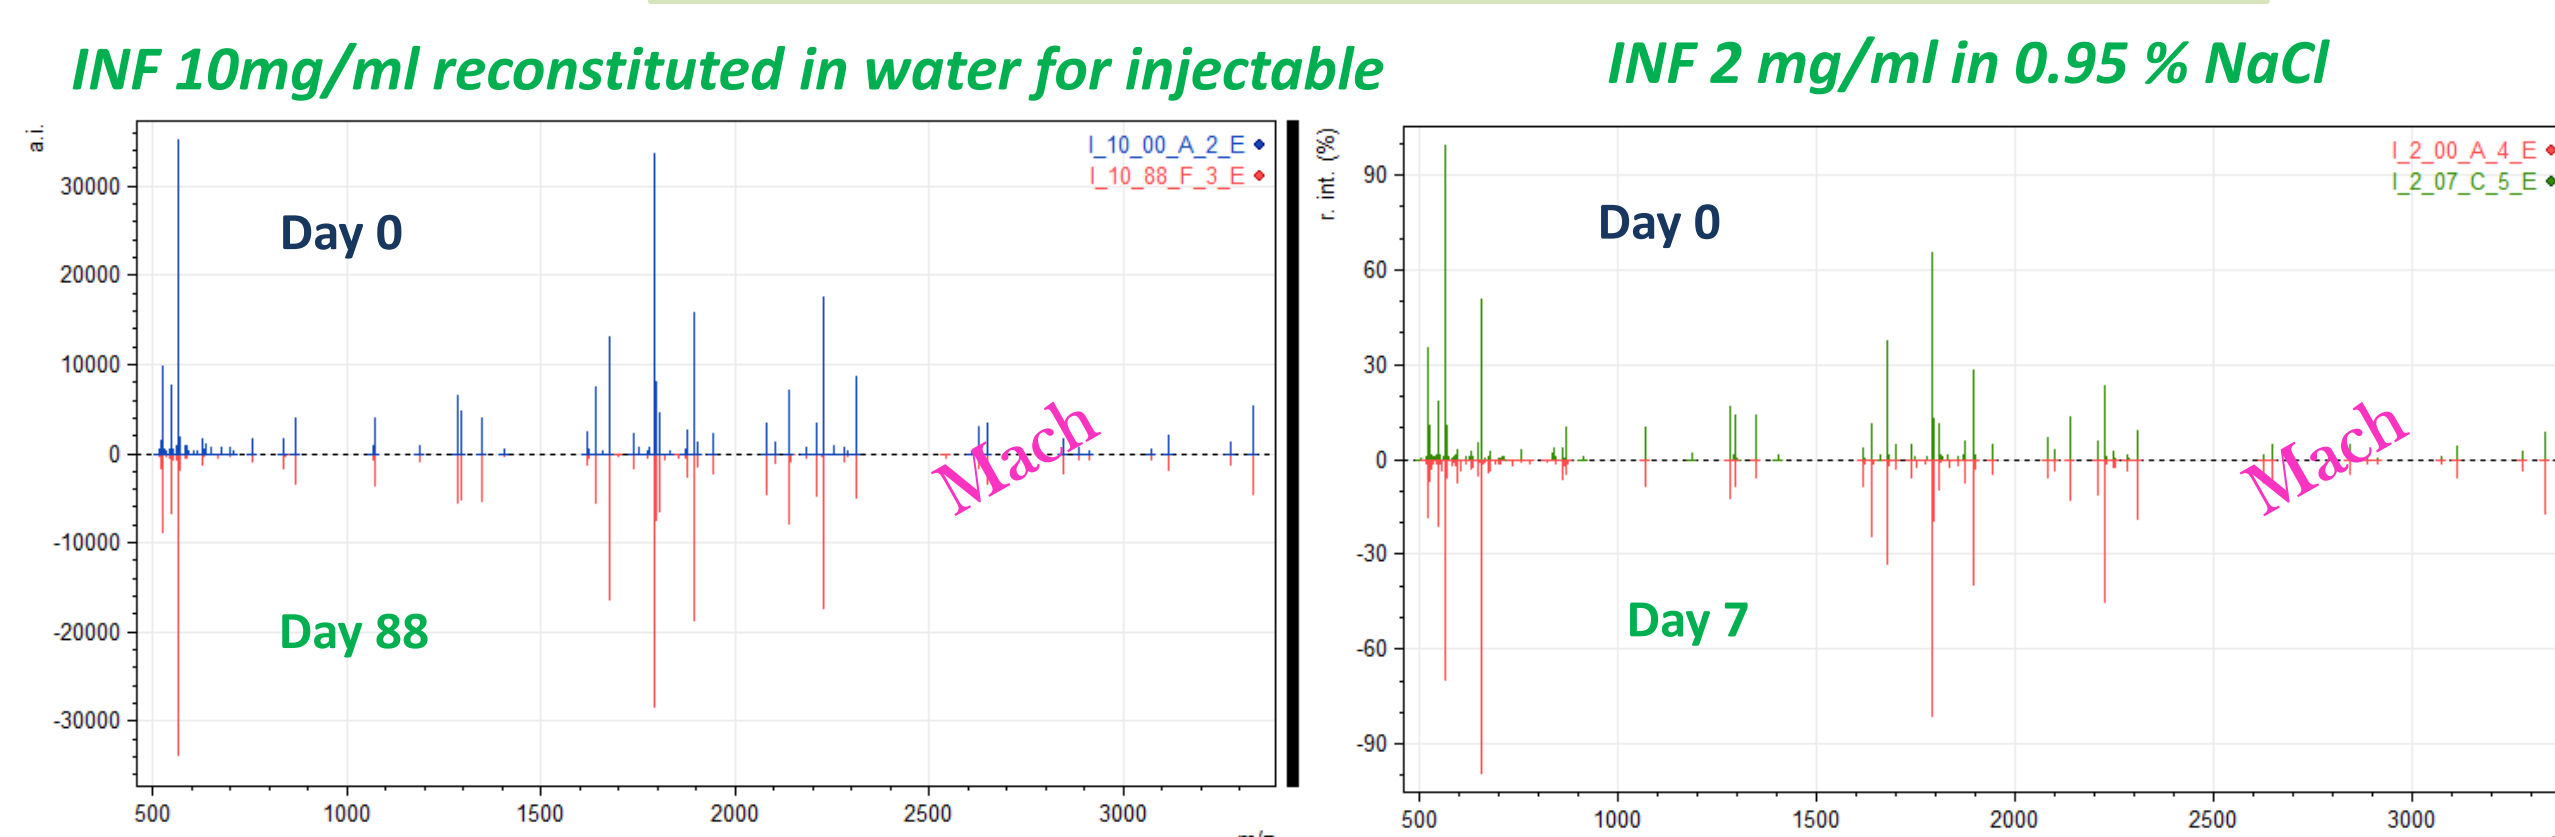 INF 10mg/ml reconstituted in water for injectable
INF 2 mg/ml in 0.95 % NaCl
a.i.
I_10_00_A_2_E
I_10_88_F_3_E
30000
20000
10000
0
-10000
-20000
-30000
Day 0
Day 88
Mach
500 1000 1500 2000 2500 3000
r. int. (%)
I_2_00_A_4_E
I_2_07_C_5_E
90
60
30
0
-30
-60
-90
Day 0
Day 7
Mach
500 1000 1500 2000 2500 3000